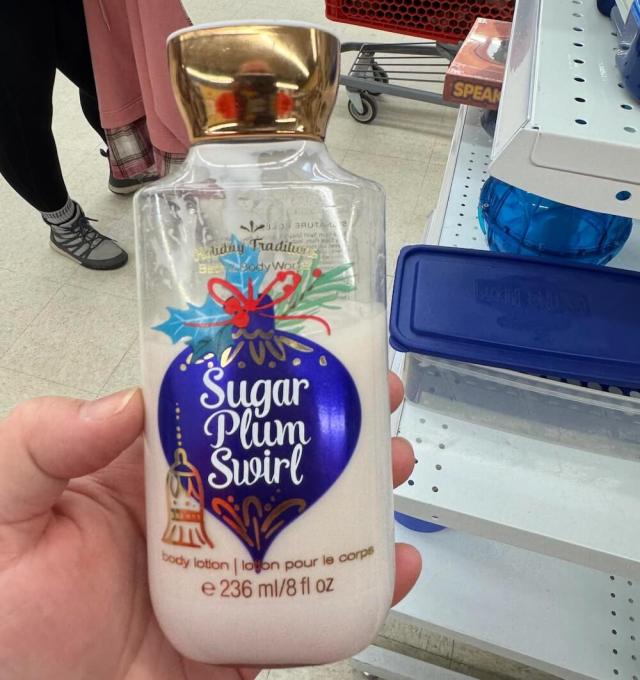 SPEAK
Holiday Traditions
Bath & Body Works
Sugar
Plum
Swirl
body lotion | lotion pour le corps
e 236 ml/8 fl oz